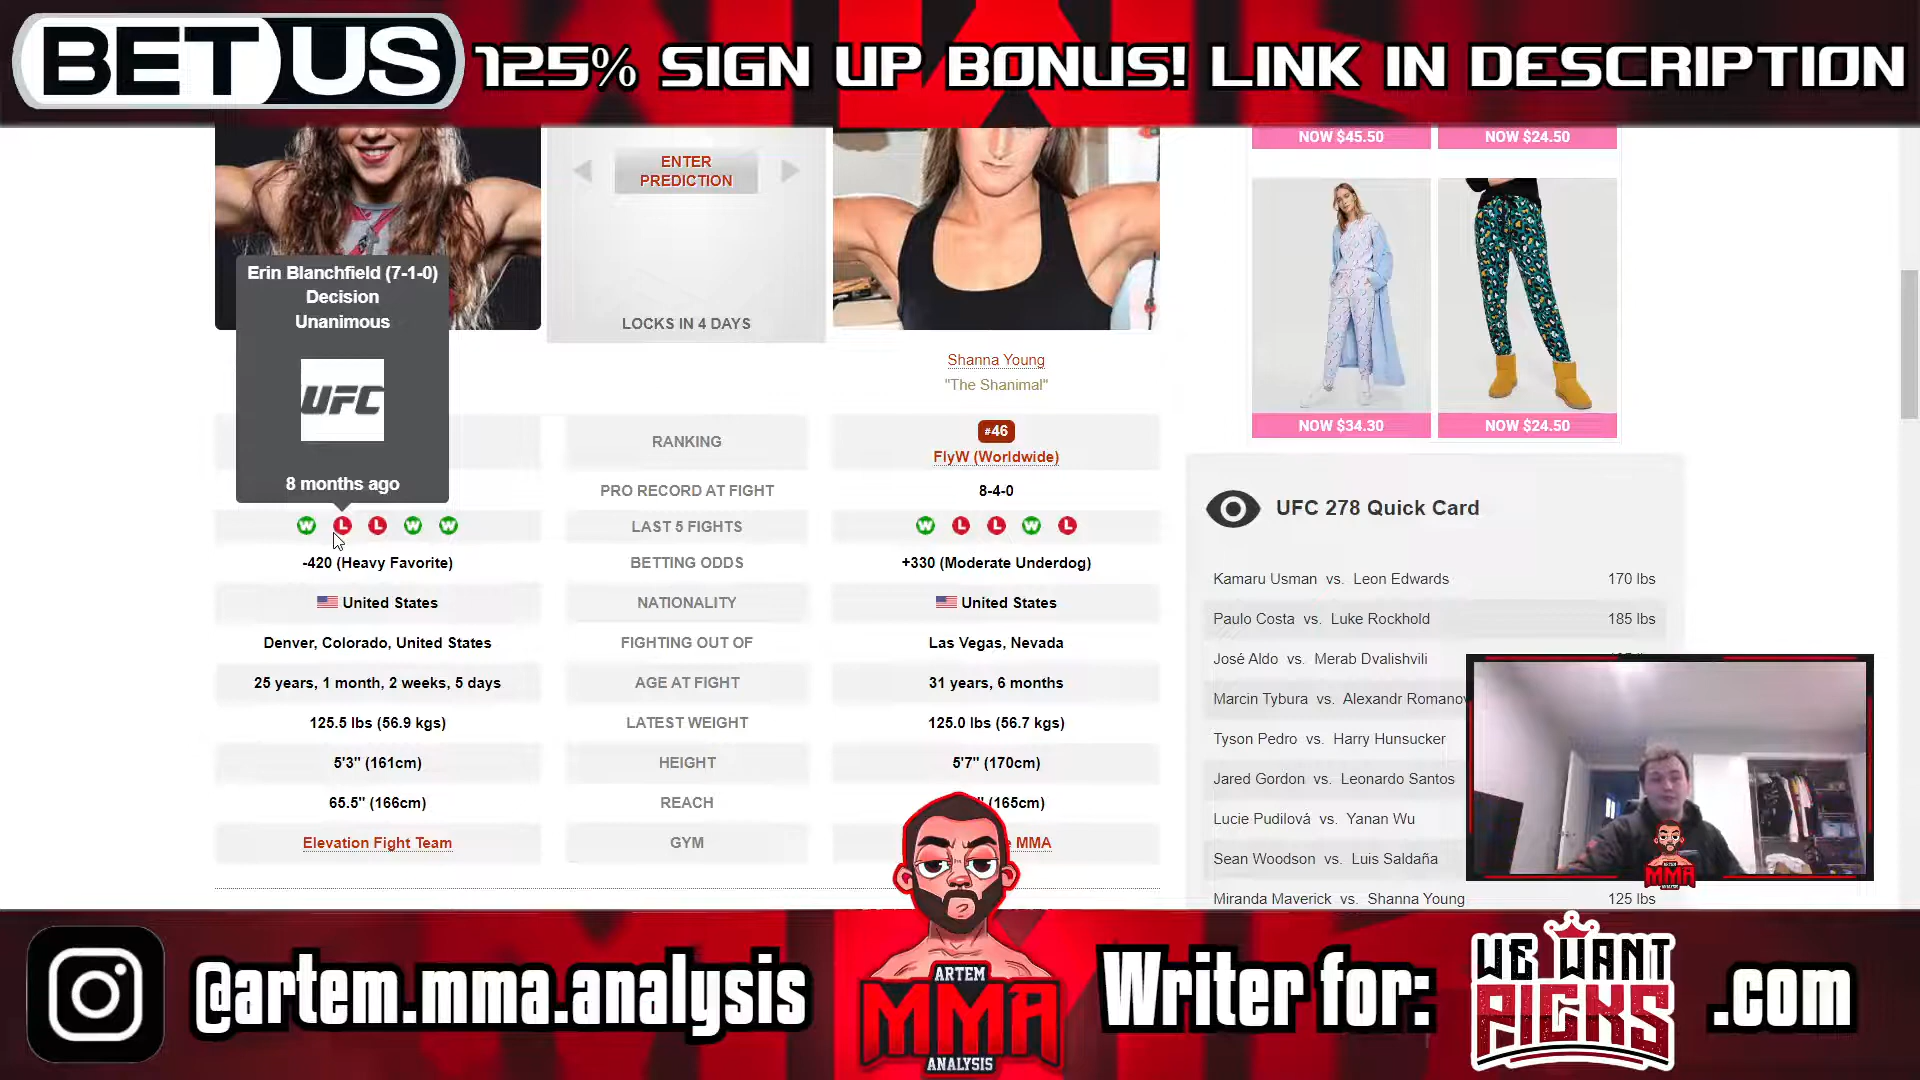 BETUS 125% SIGN UP BONUS! LINK IN DESCRIPTION
NOW $45.50
NOW $24.50
ENTER
PREDICTION
LOCKS IN 4 DAYS
Erin Blanchfield (7-1-0)
Decision
Unanimous
UFC
8 months ago
Shanna Young
"The Shanimal"
NOW $34.30
NOW $24.50
RANKING
#46
FlyW (Worldwide)
PRO RECORD AT FIGHT
8-4-0
W L L W W
LAST 5 FIGHTS
W L L W L
-420 (Heavy Favorite)
BETTING ODDS
+330 (Moderate Underdog)
United States
NATIONALITY
United States
Denver, Colorado, United States
FIGHTING OUT OF
Las Vegas, Nevada
25 years, 1 month, 2 weeks, 5 days
AGE AT FIGHT
31 years, 6 months
125.5 lbs (56.9 kgs)
LATEST WEIGHT
125.0 lbs (56.7 kgs)
5'3" (161cm)
HEIGHT
5'7" (170cm)
65.5" (166cm)
REACH
" (165cm)
Elevation Fight Team
GYM
MMA
UFC 278 Quick Card
Kamaru Usman vs. Leon Edwards 170 lbs
Paulo Costa vs. Luke Rockhold 185 lbs
José Aldo vs. Merab Dvalishvili
Marcin Tybura vs. Alexandr Romanov
Tyson Pedro vs. Harry Hunsucker
Jared Gordon vs. Leonardo Santos
Lucie Pudilová vs. Yanan Wu
Sean Woodson vs. Luis Saldaña
Miranda Maverick vs. Shanna Young 125 lbs
ARTEM
MMA
ANALYSIS
@artem.mma.analysis
ARTEM
MMA
ANALYSIS
Writer for:
WE WANT
PICKS
.com